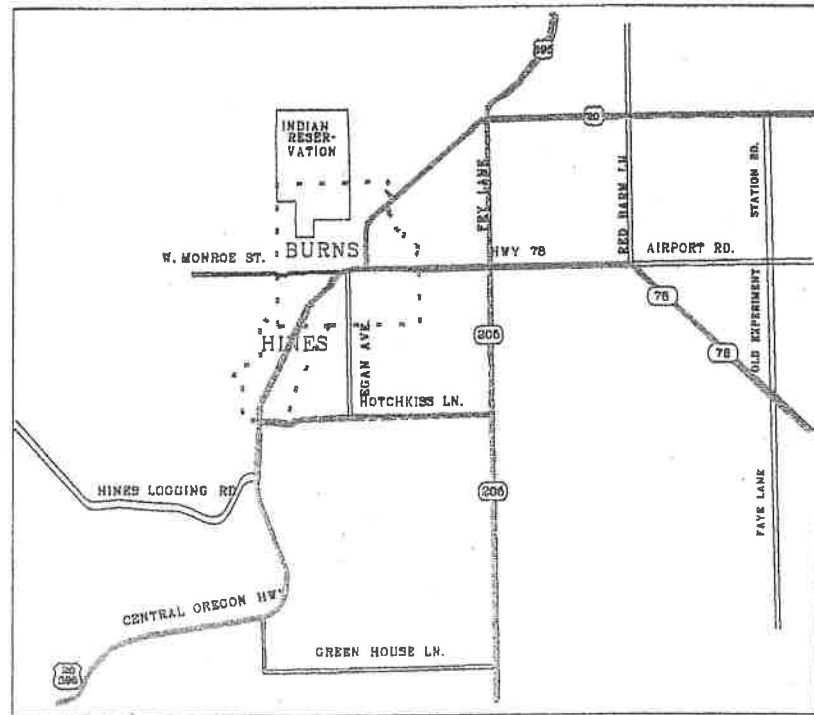 395
20
INDIAN
RESER-
VATION
FRY LANE
RED BARN LN
STATION RD.
BURNS
W. MONROE ST.
HWY 78
AIRPORT RD.
78
205
HINES
EGAN AVE.
78
OLD EXPERIMENT
HOTCHKISS LN.
HINES LOGGING RD
205
FAYE LANE
CENTRAL OREGON HWY
GREEN HOUSE LN.
20
395